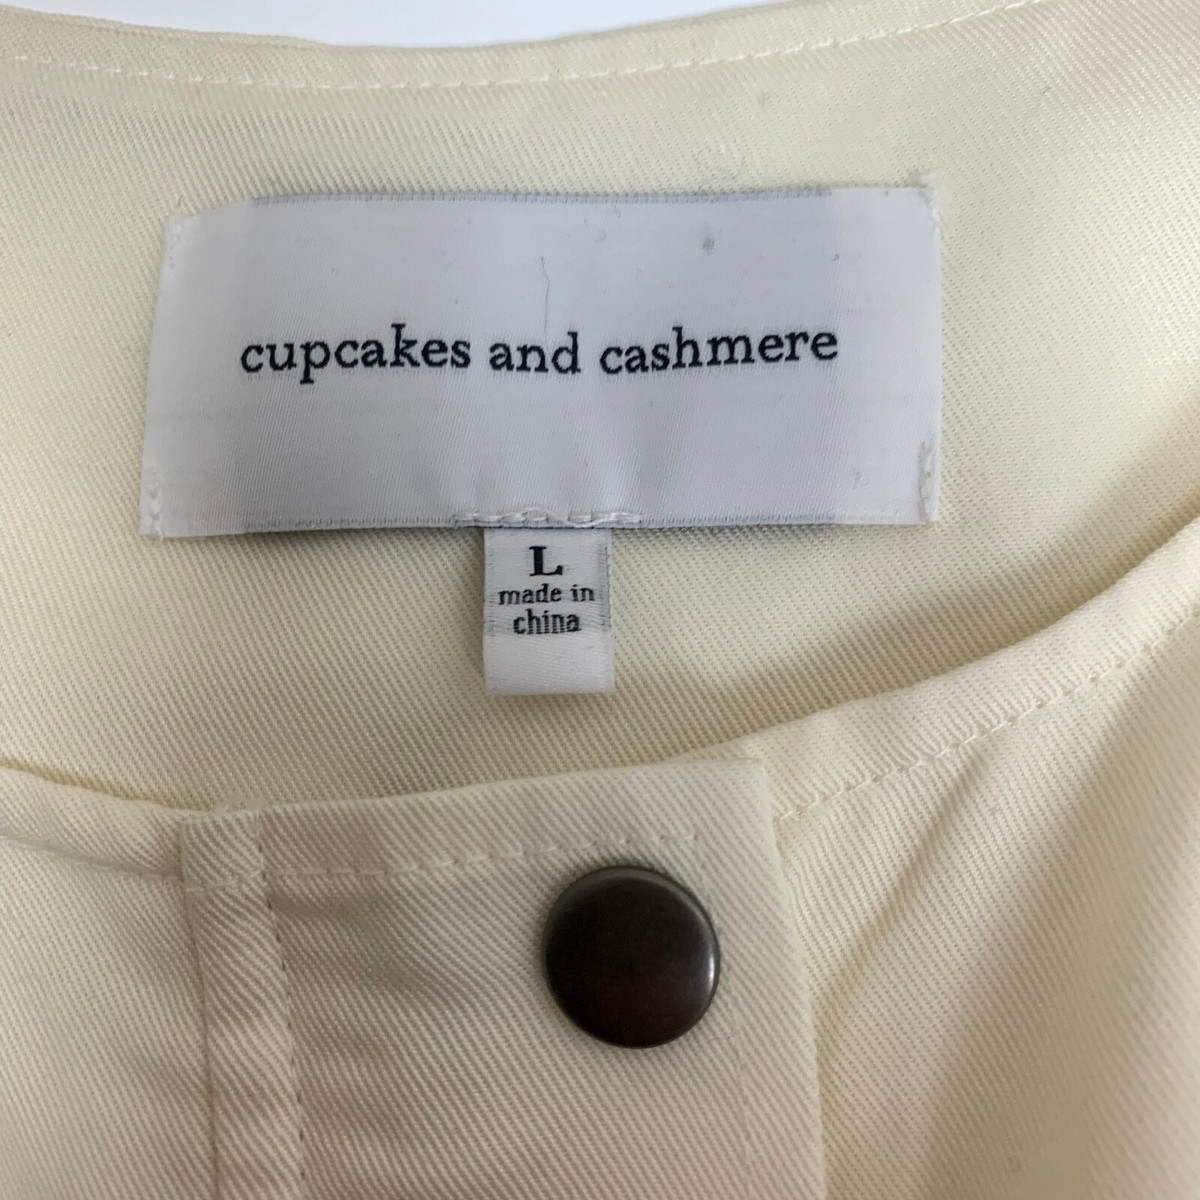 cupcakes and cashmere
L
made in
china